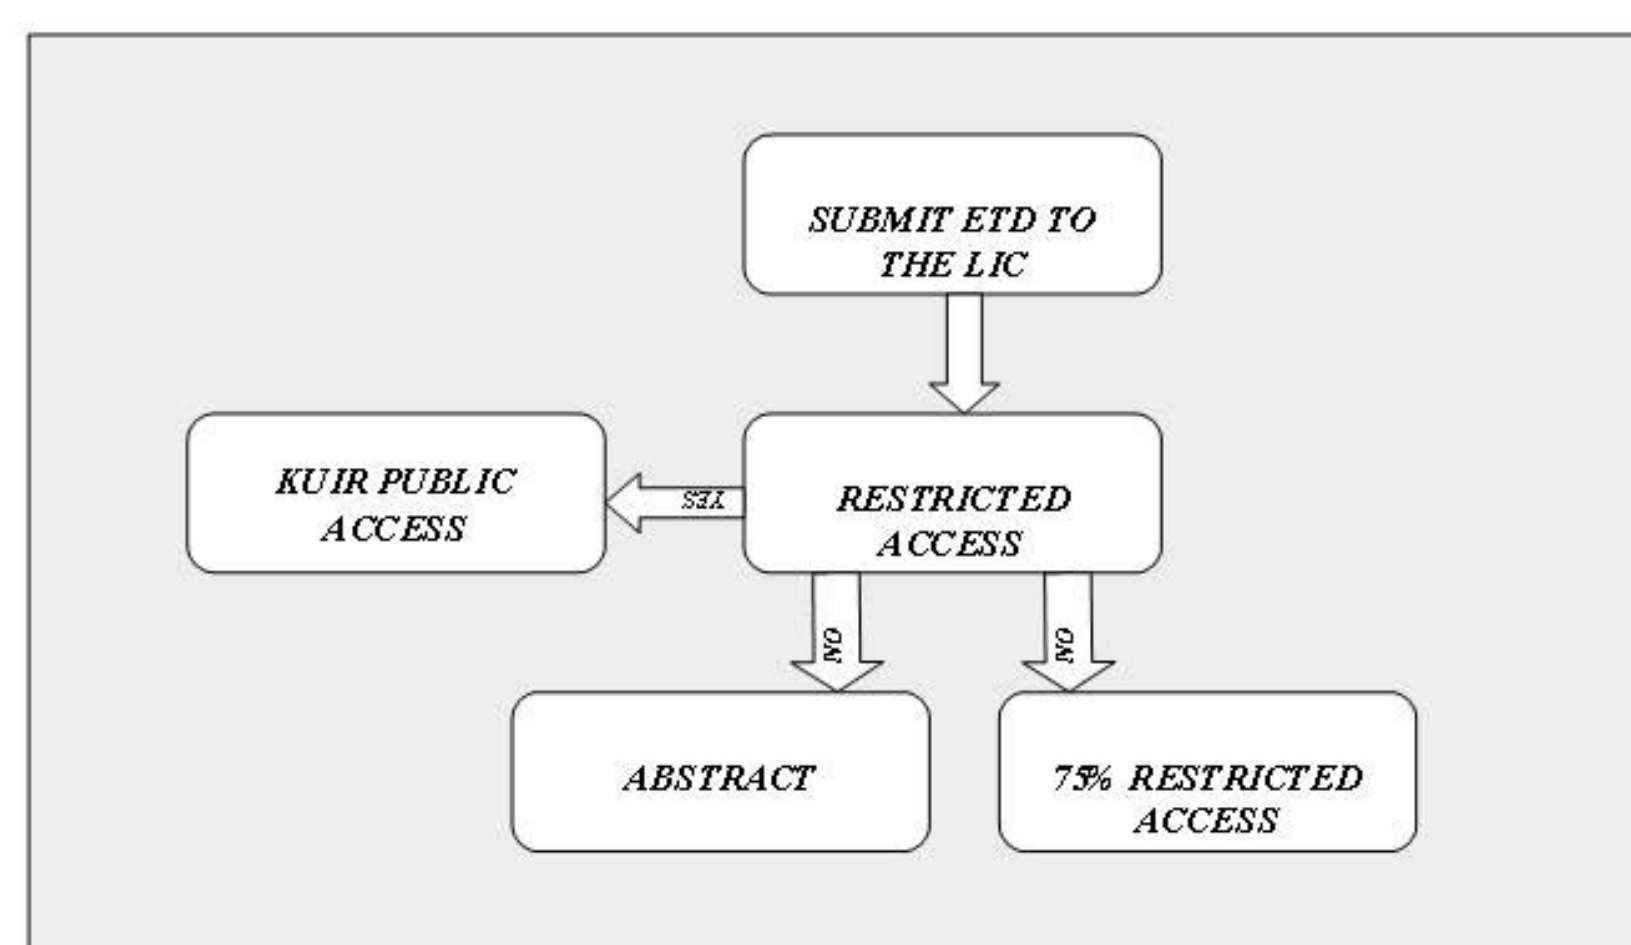 SUBMIT ETD TO
THE LIC
KUIR PUBLIC
ACCESS
YES
RESTRICTED
ACCESS
NO
NO
ABSTRACT
75% RESTRICTED
ACCESS